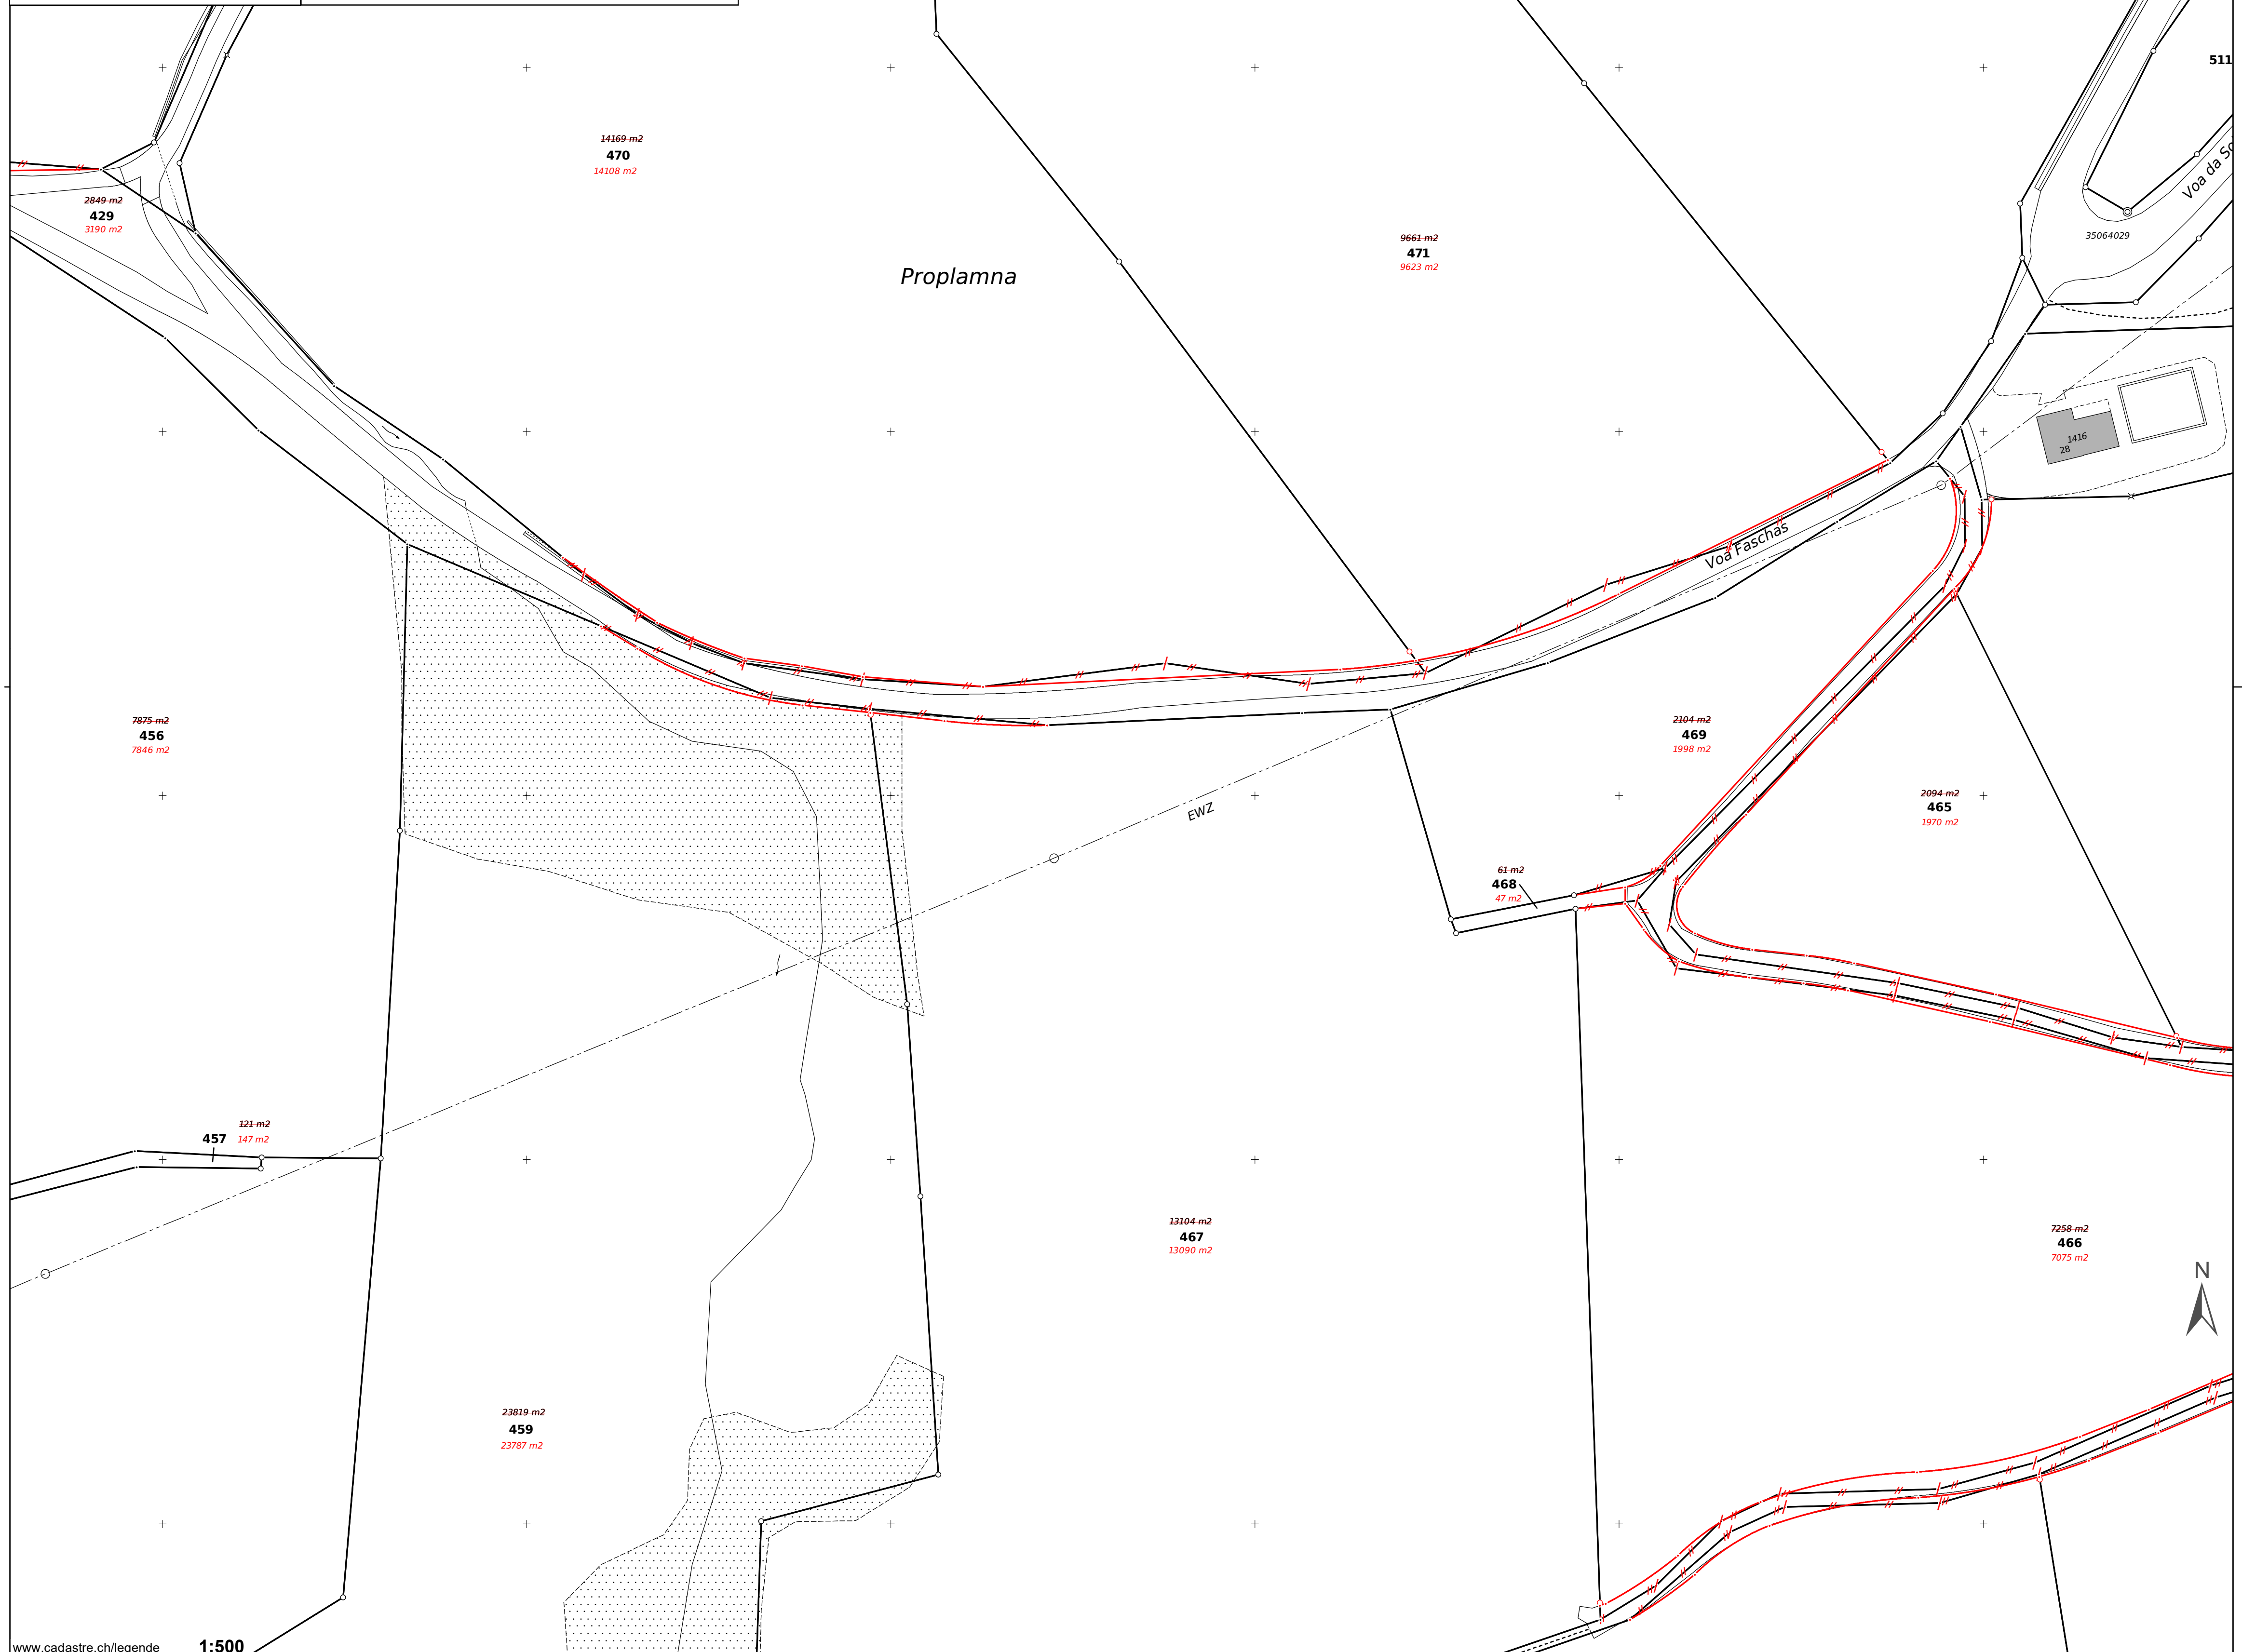 511
14169 m2
470
14108 m2
2849 m2
429
3190 m2
Voa da
35064029
9661 m2
471
9623 m2
Proplamna
1416
28
Voa Faschas
7875 m2
456
7846 m2
2104 m2
469
1998 m2
2094 m2
465
1970 m2
EWZ
61 m2
468
47 m2
121 m2
457 147 m2
13104 m2
467
13090 m2
7258 m2
466
7075 m2
N
23819 m2
459
23787 m2
www.cadastre.ch/legende 1:500